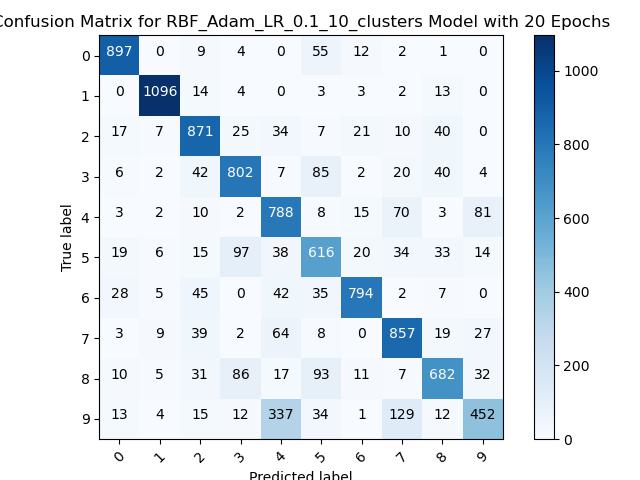 Confusion Matrix for RBF_Adam_LR_0.1_10_clusters Model with 20 Epochs
0 897 0 9 4 0 55 12 2 1 0
1 0 1096 14 4 0 3 3 2 13 0
2 17 7 871 25 34 7 21 10 40 0
3 6 2 42 802 7 85 2 20 40 4
4 3 2 10 2 788 8 15 70 3 81
5 19 6 15 97 38 616 20 34 33 14
6 28 5 45 0 42 35 794 2 7 0
7 3 9 39 2 64 8 0 857 19 27
8 10 5 31 86 17 93 11 7 682 32
9 13 4 15 12 337 34 1 129 12 452
0 1 2 3 4 5 6 7 8 9
True label
Predicted label
1000
800
600
400
200
0